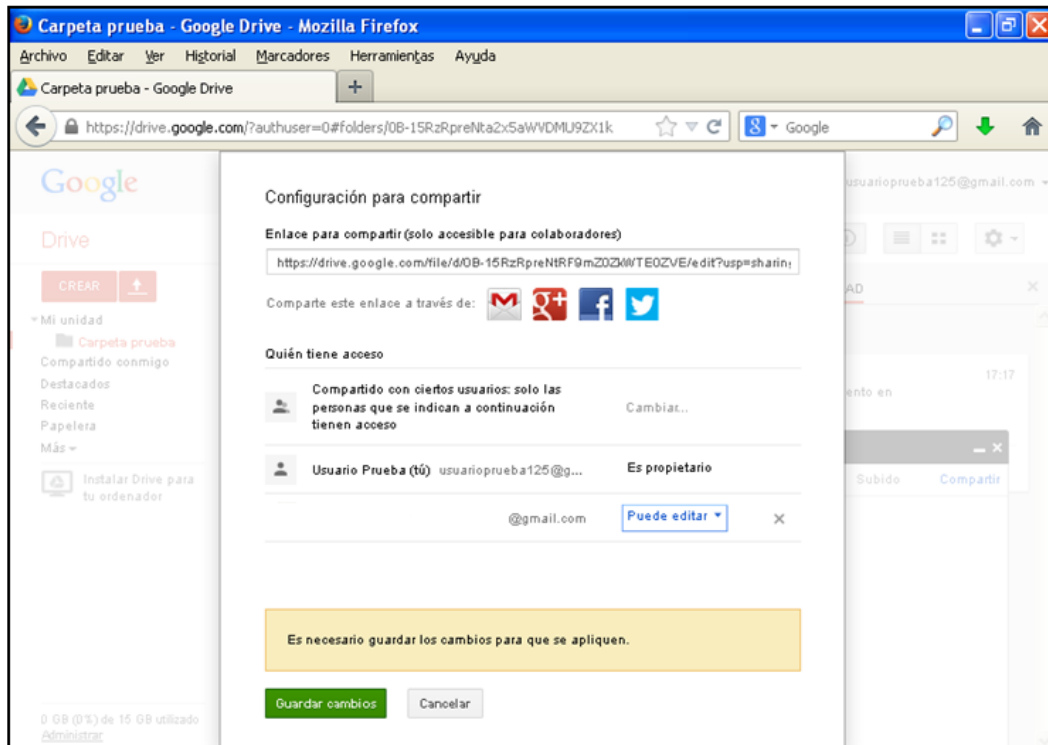 Carpeta prueba - Google Drive - Mozilla Firefox
Archivo Editar Ver Historial Marcadores Herramientas Ayuda
Carpeta prueba - Google Drive +
https://drive.google.com/?authuser=0#folders/0B-15RzRpreNta2x5aWVDMU9ZX1k Google
Google
usuarioprueba125@gmail.com
Drive
CREAR
Mi unidad
Carpeta prueba
Compartido conmigo
Destacados
Reciente
Papelera
Más
Instalar Drive para
tu ordenador
0 GB (0%) de 15 GB utilizado
Administrar
Configuración para compartir
Enlace para compartir (solo accesible para colaboradores)
https://drive.google.com/file/d/0B-15RzRpreNtRF9mZ0ZkWTE0ZVE/edit?usp=sharing
Comparte este enlace a través de:
Quién tiene acceso
Compartido con ciertos usuarios: solo las
personas que se indican a continuación
tienen acceso
Cambiar...
Usuario Prueba (tú) usuarioprueba125@g... Es propietario
@gmail.com Puede editar
Es necesario guardar los cambios para que se apliquen.
Guardar cambios Cancelar
AD
17:17
ento en
Subido Compartir